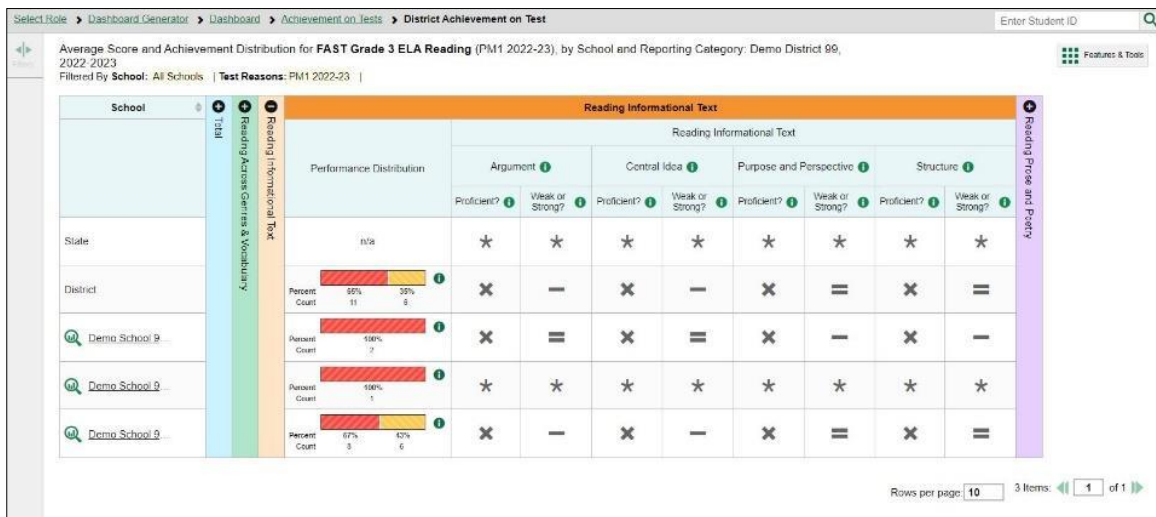 Select Role > Dashboard Generator > Dashboard > Achievement on Tests > District Achievement on Test
Enter Student ID
Average Score and Achievement Distribution for FAST Grade 3 ELA Reading (PM1 2022-23), by School and Reporting Category: Demo District 99,
2022-2023
Filtered By School: All Schools | Test Reasons: PM1 2022-23 |
Features & Tools
School
Total
Reading Across Genres & Vocabulary
Reading Informational Text
Reading Informational Text
Reading Prose and Poetry
Reading Informational Text
Performance Distribution
Argument
Central Idea
Purpose and Perspective
Structure
Proficient? Weak or Strong? Proficient? Weak or Strong? Proficient? Weak or Strong? Proficient? Weak or Strong?
State n/a * * * * * * * *
District
Percent 35%
Count 11 6
Demo School 9...
Percent 100%
Count 2
Demo School 9...
Percent 100%
Count 1
* * * * * * * *
Demo School 9...
Percent 67% 43%
Count 8 6
Rows per page: 10 3 Items: 1 of 1